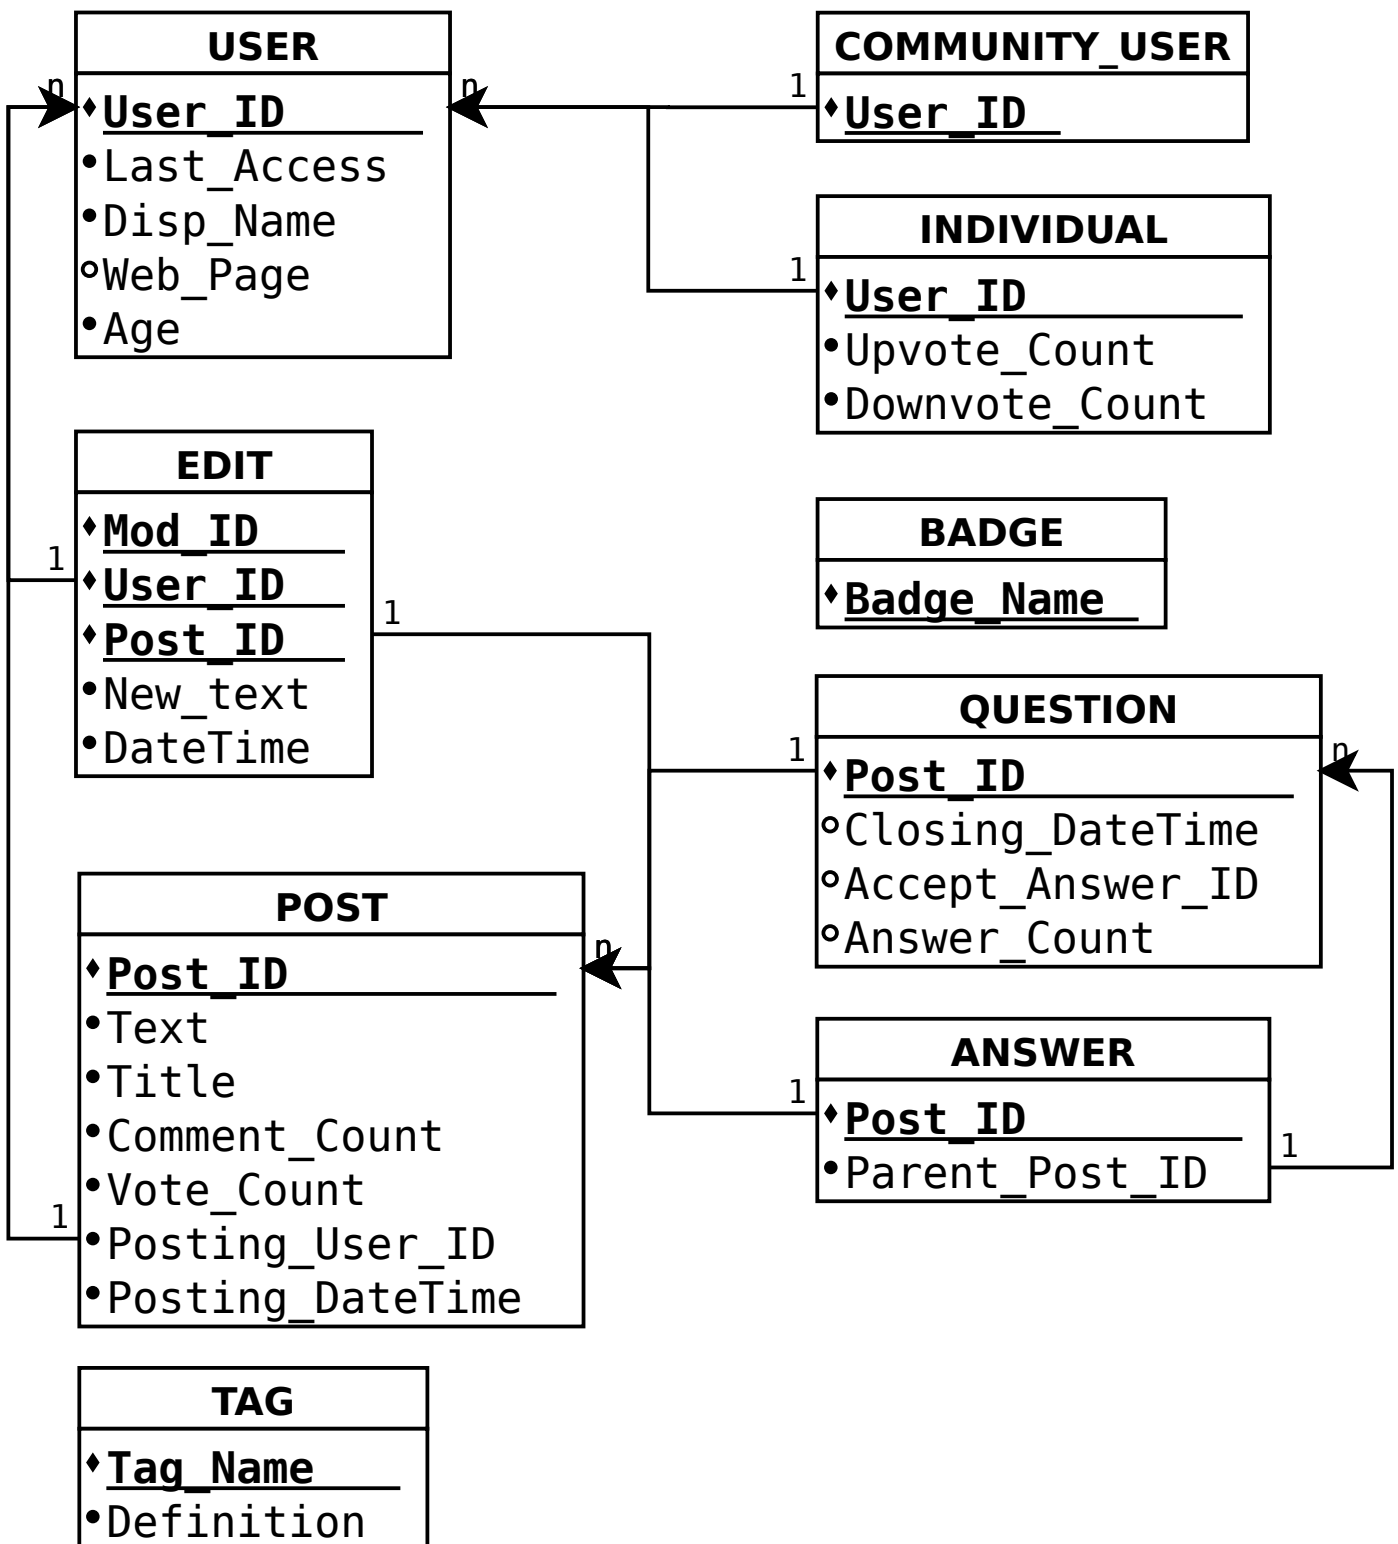 USER
n
User_ID
Last_Access
Disp_Name
Web_Page
Age
n
COMMUNITY_USER
1
User_ID
INDIVIDUAL
1
User_ID
Upvote_Count
Downvote_Count
EDIT
Mod_ID
1
User_ID
1
Post_ID
New_text
DateTime
BADGE
Badge_Name
QUESTION
1
n
Post_ID
Closing_DateTime
Accept_Answer_ID
Answer_Count
POST
n
Post_ID
Text
Title
Comment_Count
Vote_Count
1
Posting_User_ID
Posting_DateTime
ANSWER
1
Post_ID
1
Parent_Post_ID
TAG
Tag_Name
Definition